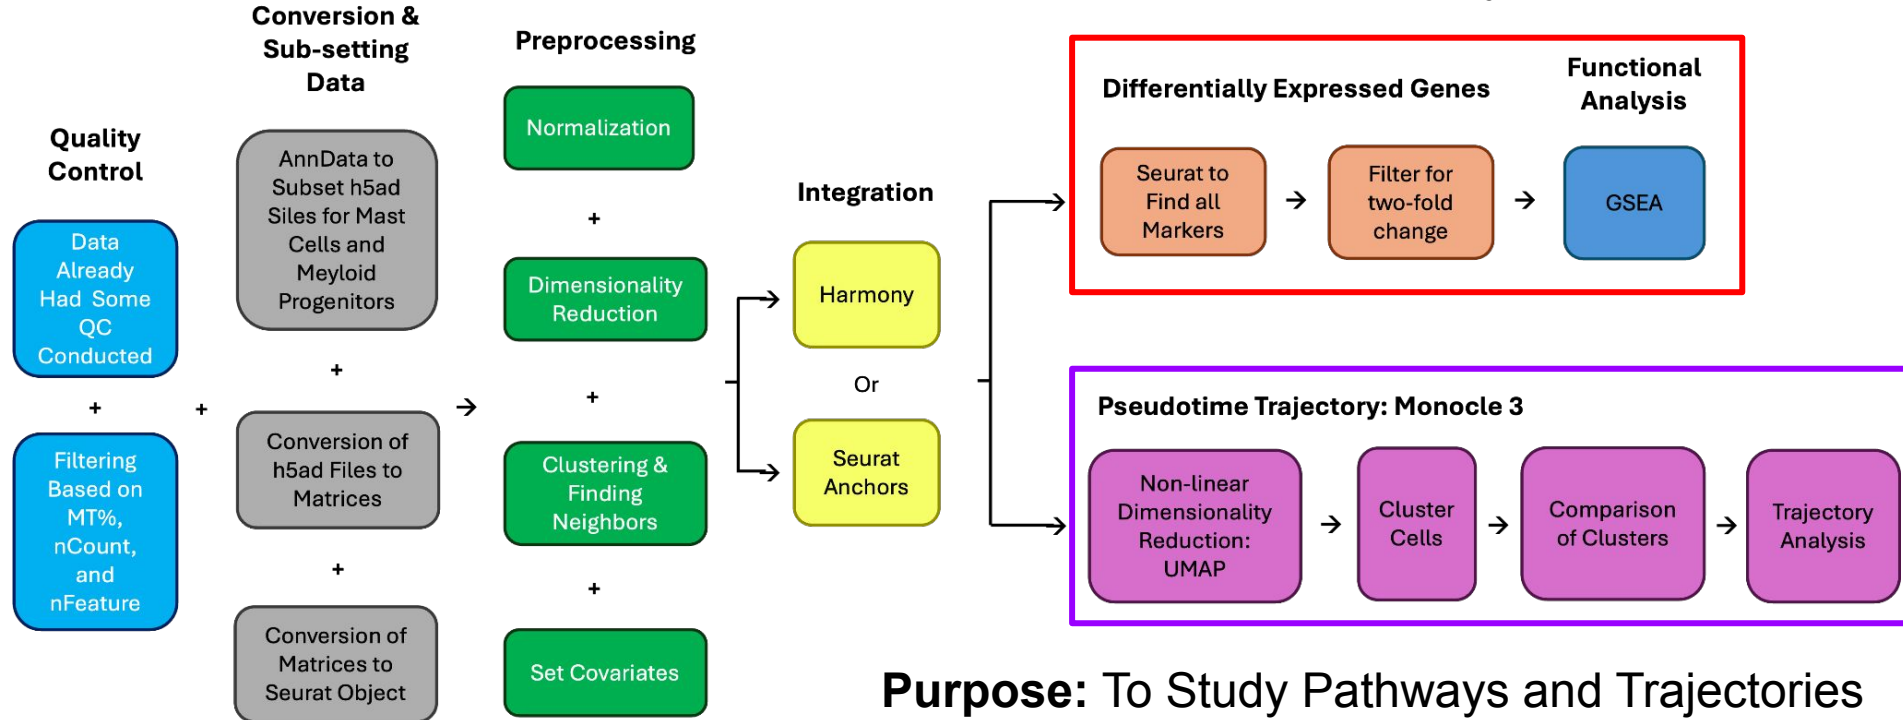 Quality
Control
Data
Already
Had Some
QC
Conducted
+
Filtering
Based on
MT%,
nCount,
and
nFeature
+
Conversion &
Sub-setting
Data
AnnData to
Subset h5ad
Siles for Mast
Cells and
Meyloid
Progenitors
+
Conversion of
h5ad Files to
Matrices
+
Conversion of
Matrices to
Seurat Object
→
Preprocessing
Normalization
+
Dimensionality
Reduction
+
Clustering &
Finding
Neighbors
+
Set Covariates
Integration
Harmony
Or
Seurat
Anchors
Differentially Expressed Genes
Seurat to
Find all
Markers
→
Filter for
two-fold
change
→
Functional
Analysis
GSEA
Pseudotime Trajectory: Monocle 3
Non-linear
Dimensionality
Reduction:
UMAP
→
Cluster
Cells
→
Comparison
of Clusters
→
Trajectory
Analysis
Purpose: To Study Pathways and Trajectories